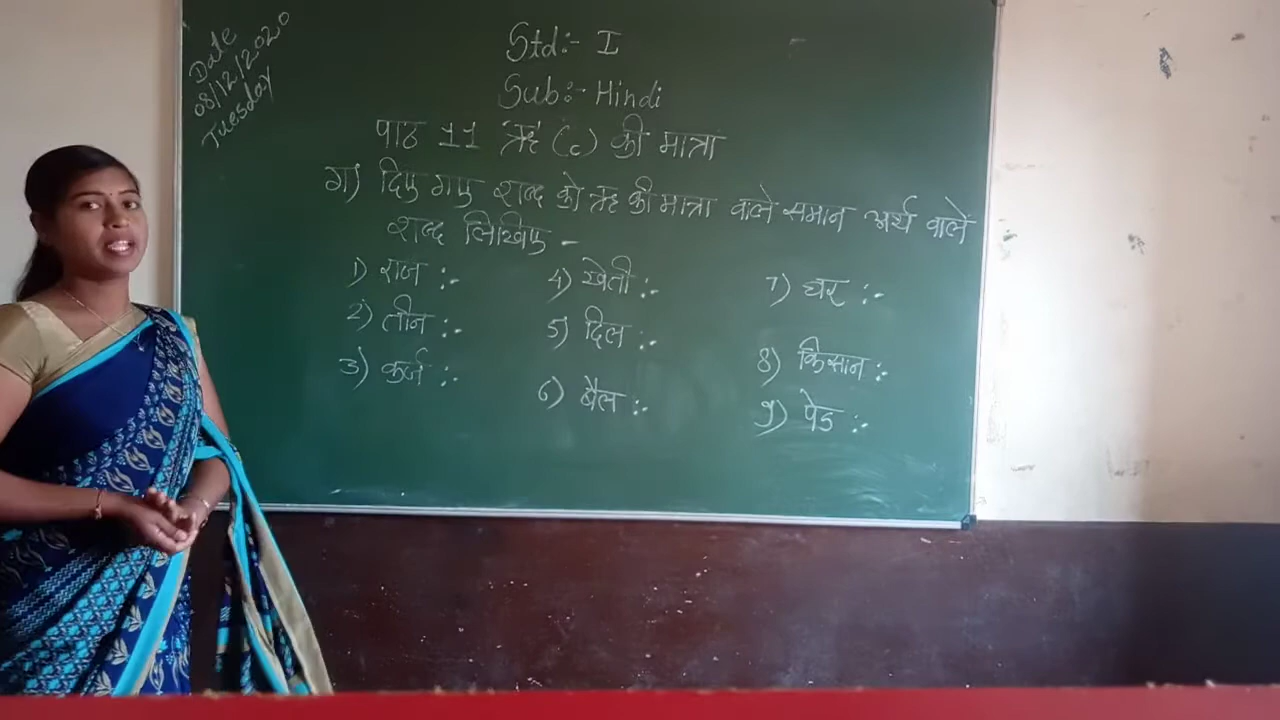 Date
08/12/2020
Tuesday
Std:- I
Sub:- Hindi
पाठ 11 ऋ (ृ) की मात्रा
ग) दिए गए शब्द को ऋ की मात्रा वाले समान अर्थ वाले
शब्द लिखिए -
1) राज :-
2) तीन :-
3) कर्ज :-
4) खेती :-
5) दिल :-
6) बैल :-
7) घर :-
8) किसान :-
9) पेड :-